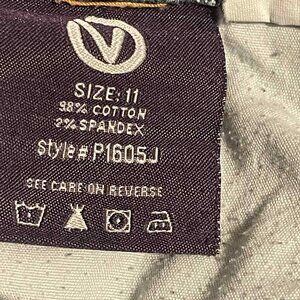 V
SIZE: 11
98% COTTON
2% SPANDEX
Style# P1605J
SEE CARE ON REVERSE